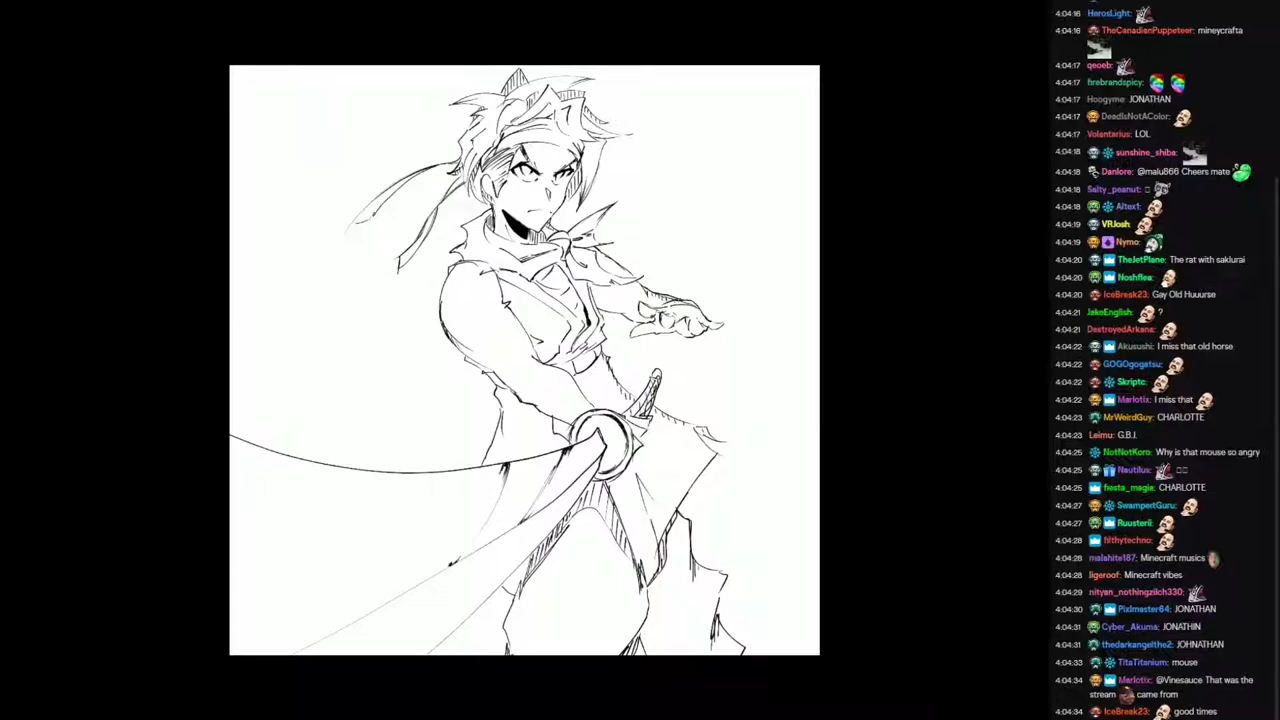 4:04:16 HerosLight:
4:04:16 TheCanadianPuppeteer: mineycrafta
4:04:17 qeoeb:
4:04:17 firebrandspicy:
4:04:17 Hoogyme: JONATHAN
4:04:17 DeadIsNotAColor:
4:04:17 Volantarius: LOL
4:04:18 sunshine_shiba:
4:04:18 Danlore: @malu866 Cheers mate
4:04:18 Salty_peanut:
4:04:18 Altex1:
4:04:19 VRJosh:
4:04:19 Nymo:
4:04:20 TheJetPlane: The rat with saklurai
4:04:20 Noshflea:
4:04:20 IceBreak23: Gay Old Huuurse
4:04:21 JakeEnglish: ?
4:04:21 DestroyedArkana:
4:04:22 Akusushi: I miss that old horse
4:04:22 GOGOgogatsu:
4:04:22 Skriptc:
4:04:22 Marlotix: I miss that
4:04:23 MrWeirdGuy: CHARLOTTE
4:04:23 Leimu: G.B.J.
4:04:25 NotNotKoro: Why is that mouse so angry
4:04:25 Nautilus:
4:04:25 fiesta_magia: CHARLOTTE
4:04:27 SwampertGuru:
4:04:27 Ruusterii:
4:04:28 filthytechno:
4:04:28 malahite187: Minecraft musics
4:04:28 ligeroof: Minecraft vibes
4:04:29 nityan_nothingzilch330:
4:04:30 Piximaster64: JONATHAN
4:04:31 Cyber_Akuma: JONATHIN
4:04:31 thedarkangelthe2: JOHNATHAN
4:04:33 TitaTitanium: mouse
4:04:34 Marlotix: @Vinesauce That was the
stream came from
4:04:34 IceBreak23: good times